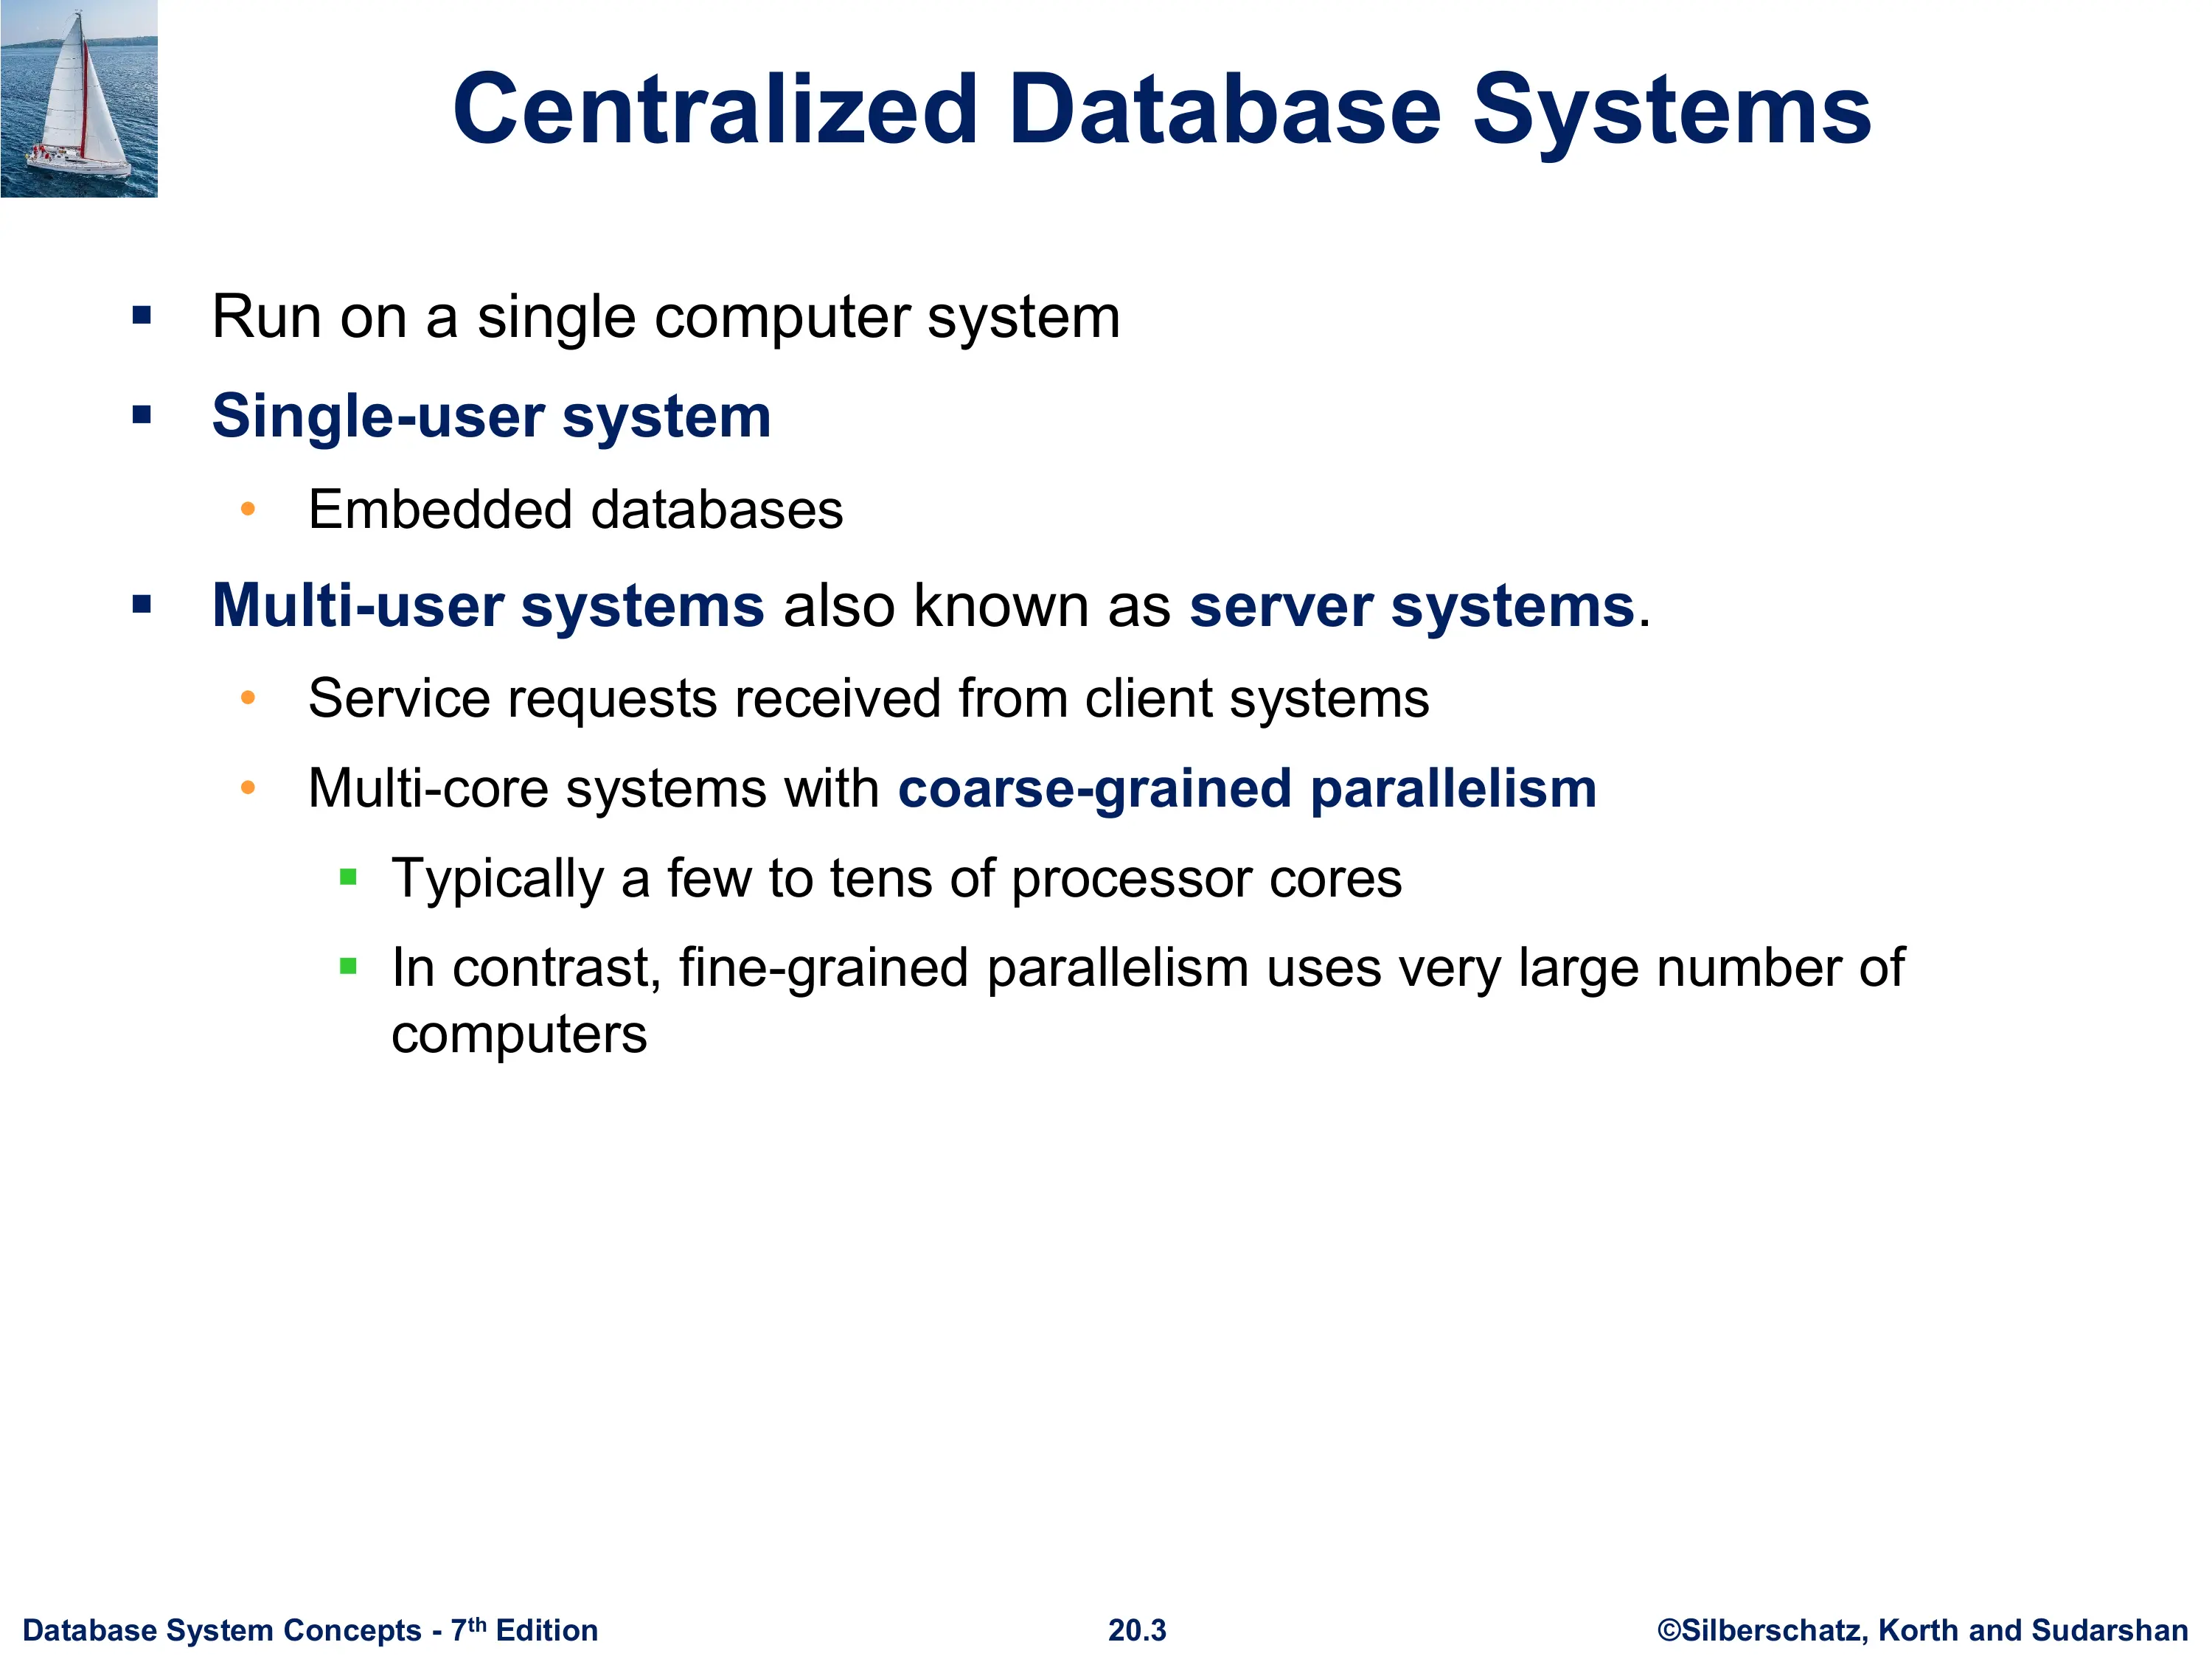 Centralized Database Systems
▪ Run on a single computer system
▪ Single-user system
• Embedded databases
▪ Multi-user systems also known as server systems.
• Service requests received from client systems
• Multi-core systems with coarse-grained parallelism
▪ Typically a few to tens of processor cores
▪ In contrast, fine-grained parallelism uses very large number of
computers
Database System Concepts - 7th Edition
20.3
©Silberschatz, Korth and Sudarshan